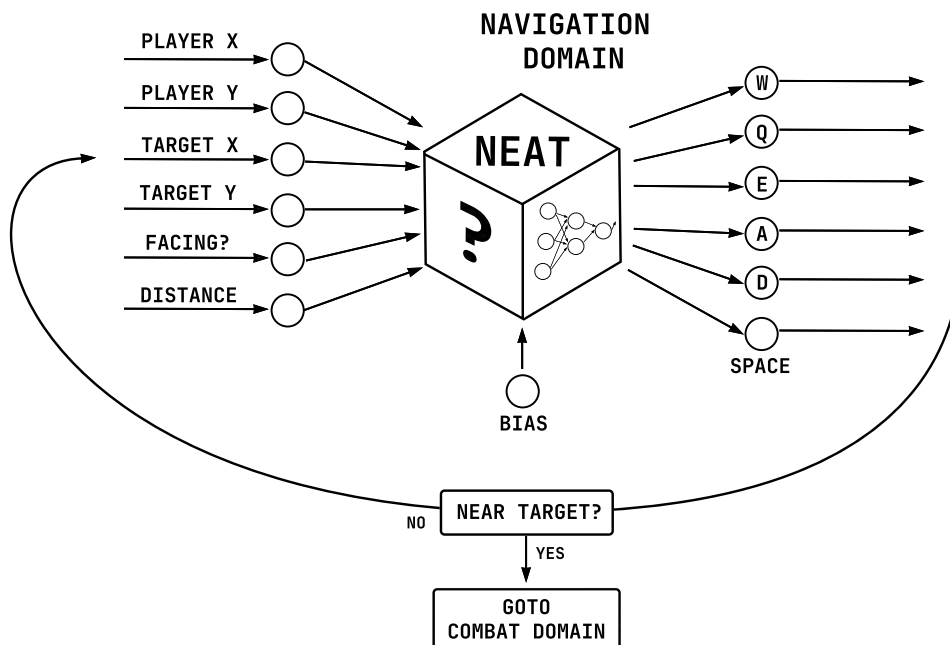 NAVIGATION
DOMAIN
PLAYER X
PLAYER Y
TARGET X
TARGET Y
FACING?
DISTANCE
NEAT
?
BIAS
W
Q
E
A
D
SPACE
NEAR TARGET?
NO
YES
GOTO
COMBAT DOMAIN